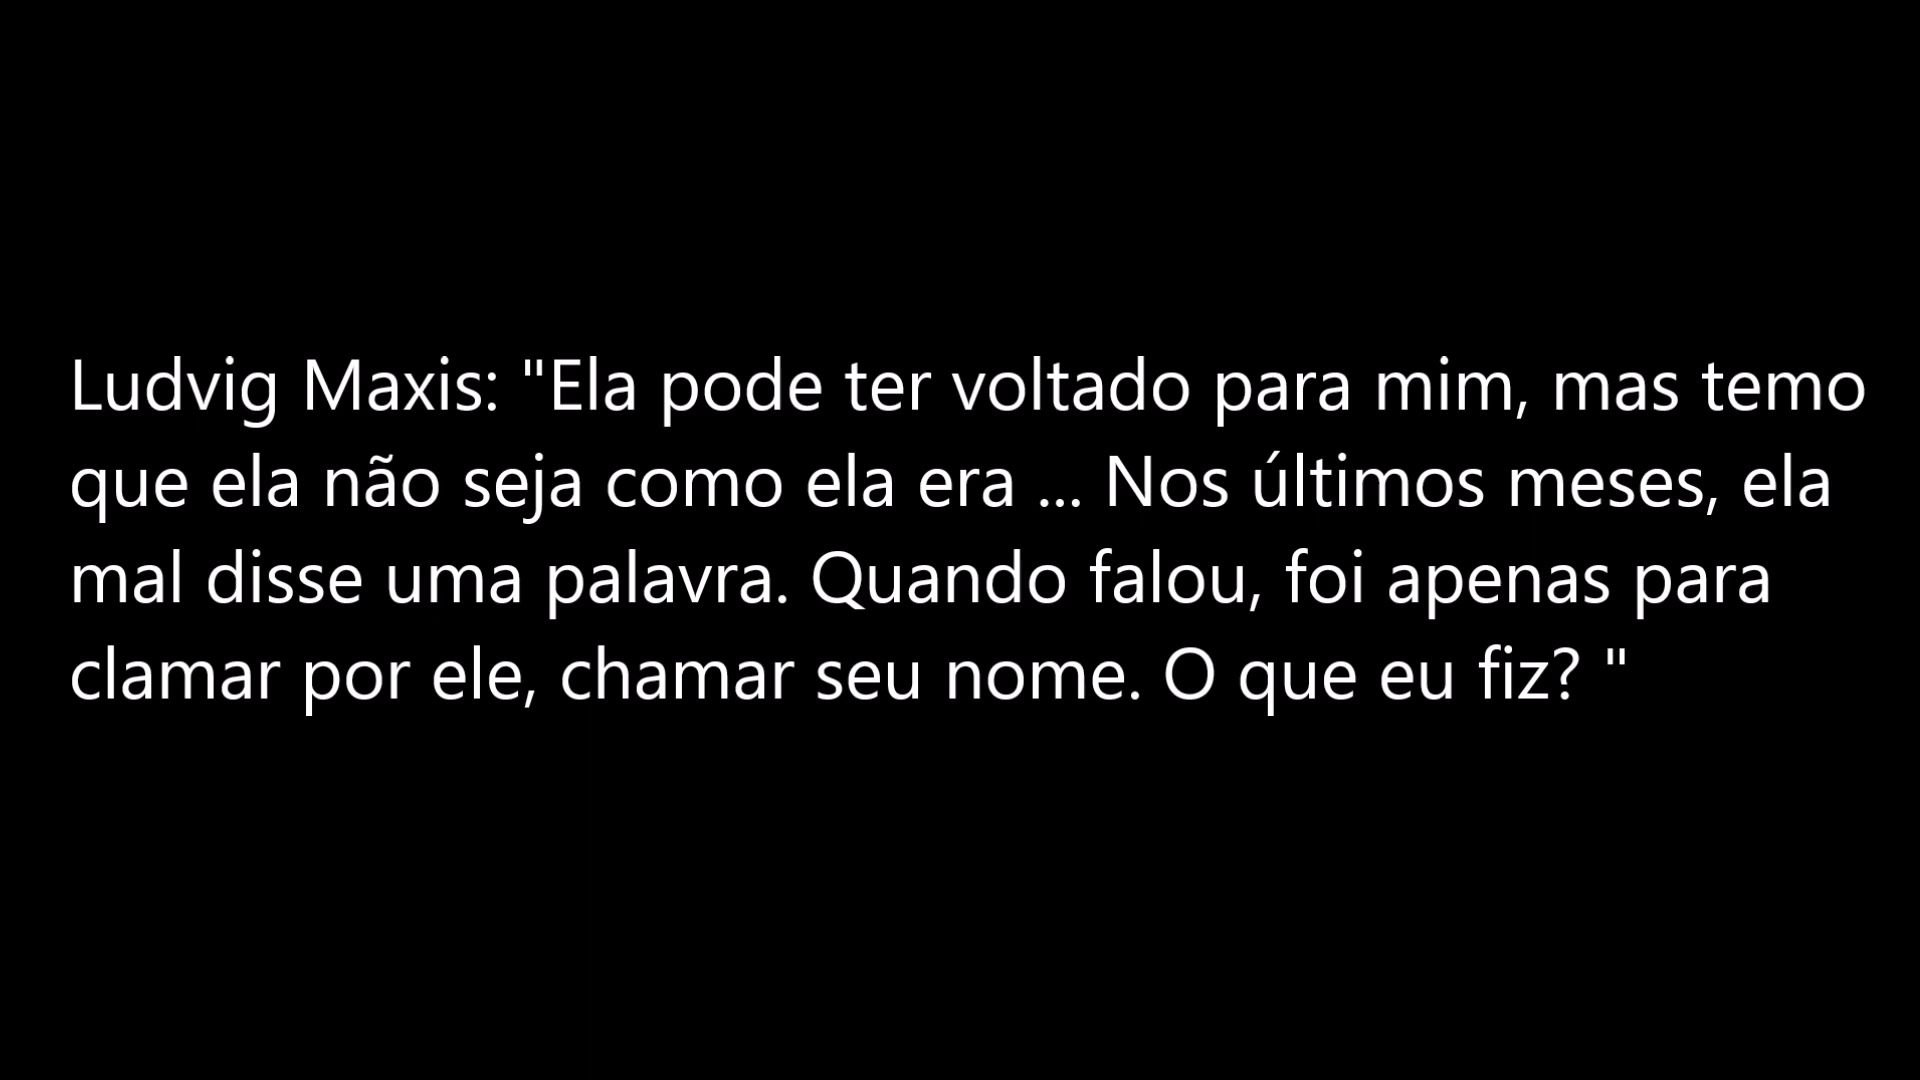 Ludvig Maxis: "Ela pode ter voltado para mim, mas temo
que ela não seja como ela era ... Nos últimos meses, ela
mal disse uma palavra. Quando falou, foi apenas para
clamar por ele, chamar seu nome. O que eu fiz? "